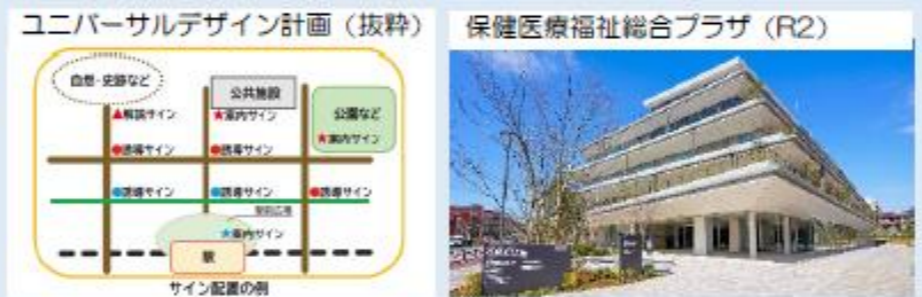 ユニバーサルデザイン計画（抜粋）
自然・史跡など
公共施設
公園など
▲解説サイン
★案内サイン
★案内サイン
●誘導サイン
●誘導サイン
●誘導サイン
●誘導サイン
●誘導サイン
駅前広場
★案内サイン
駅
サイン配置の例
保健医療福祉総合プラザ（R2）